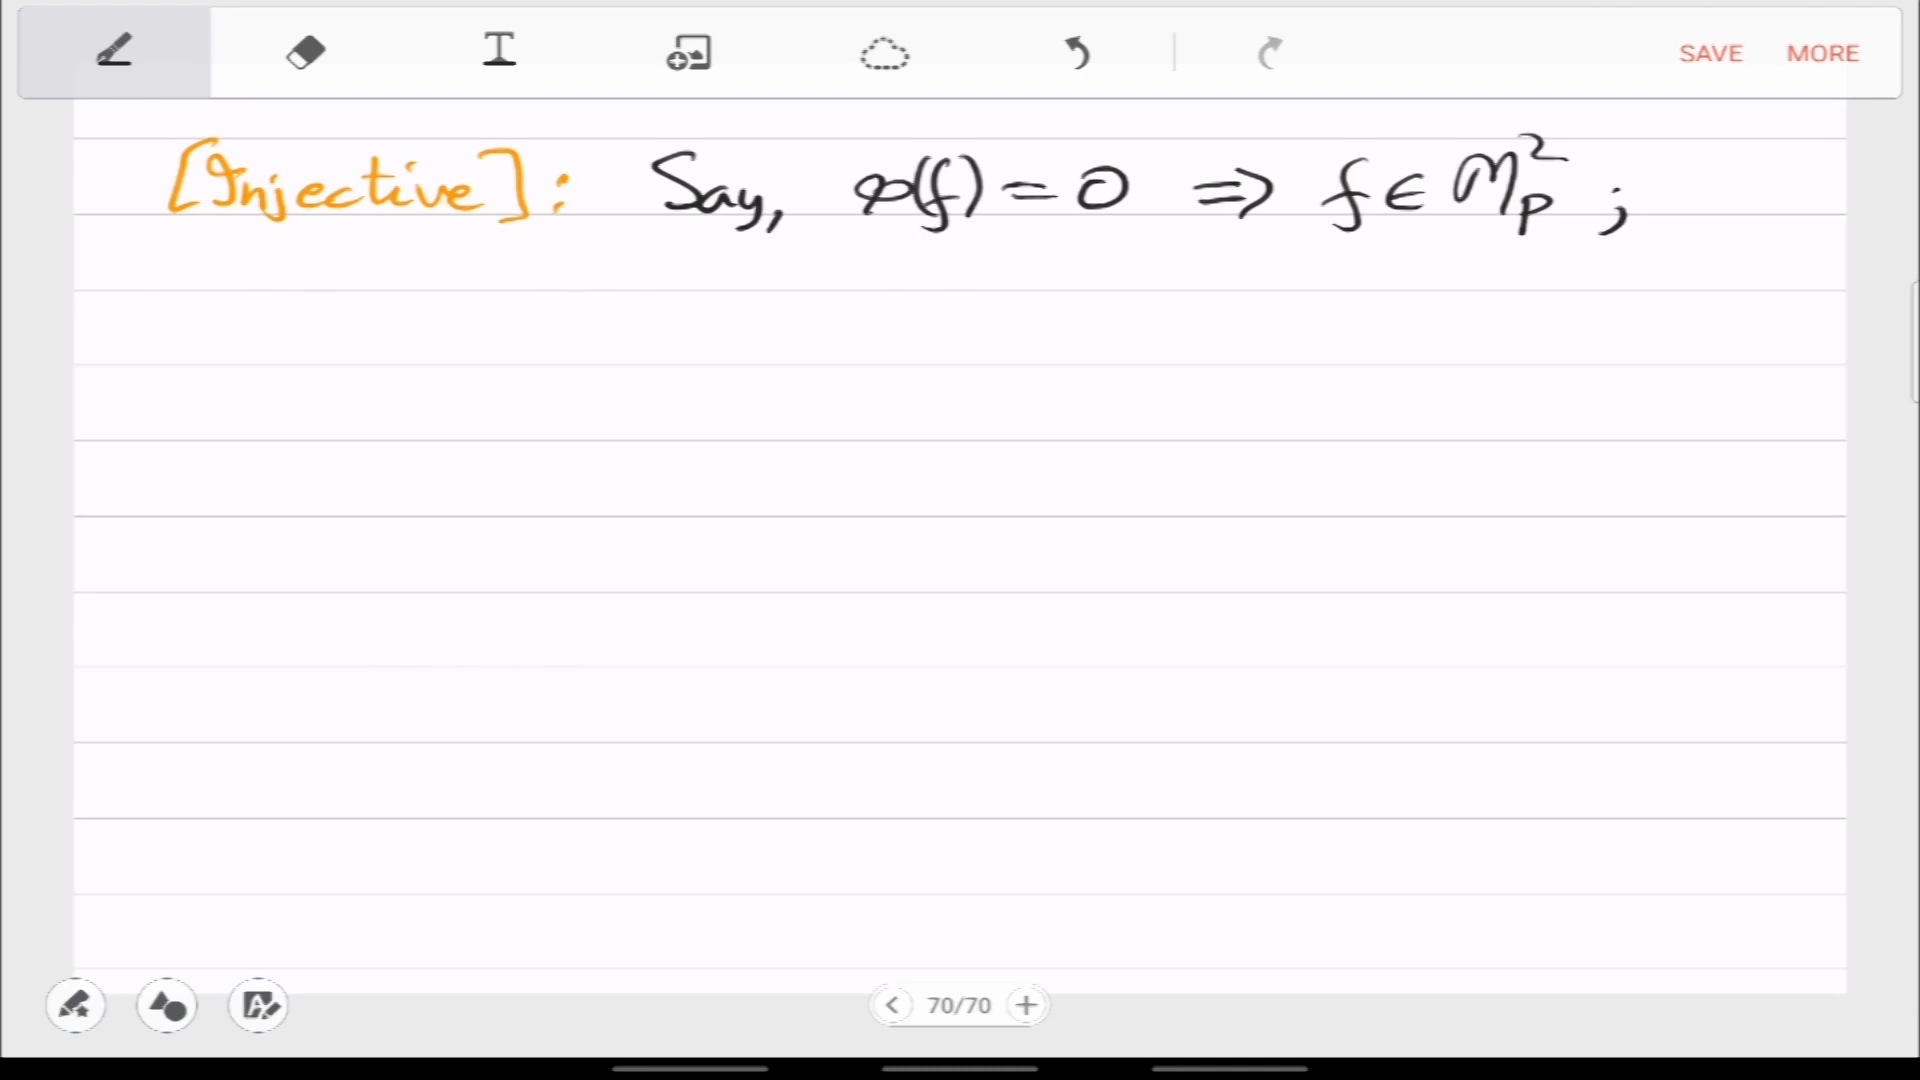 SAVE MORE
[Injective]: Say, φ(f) = 0 ⇒ f ∈ m_p^2 ;
70/70